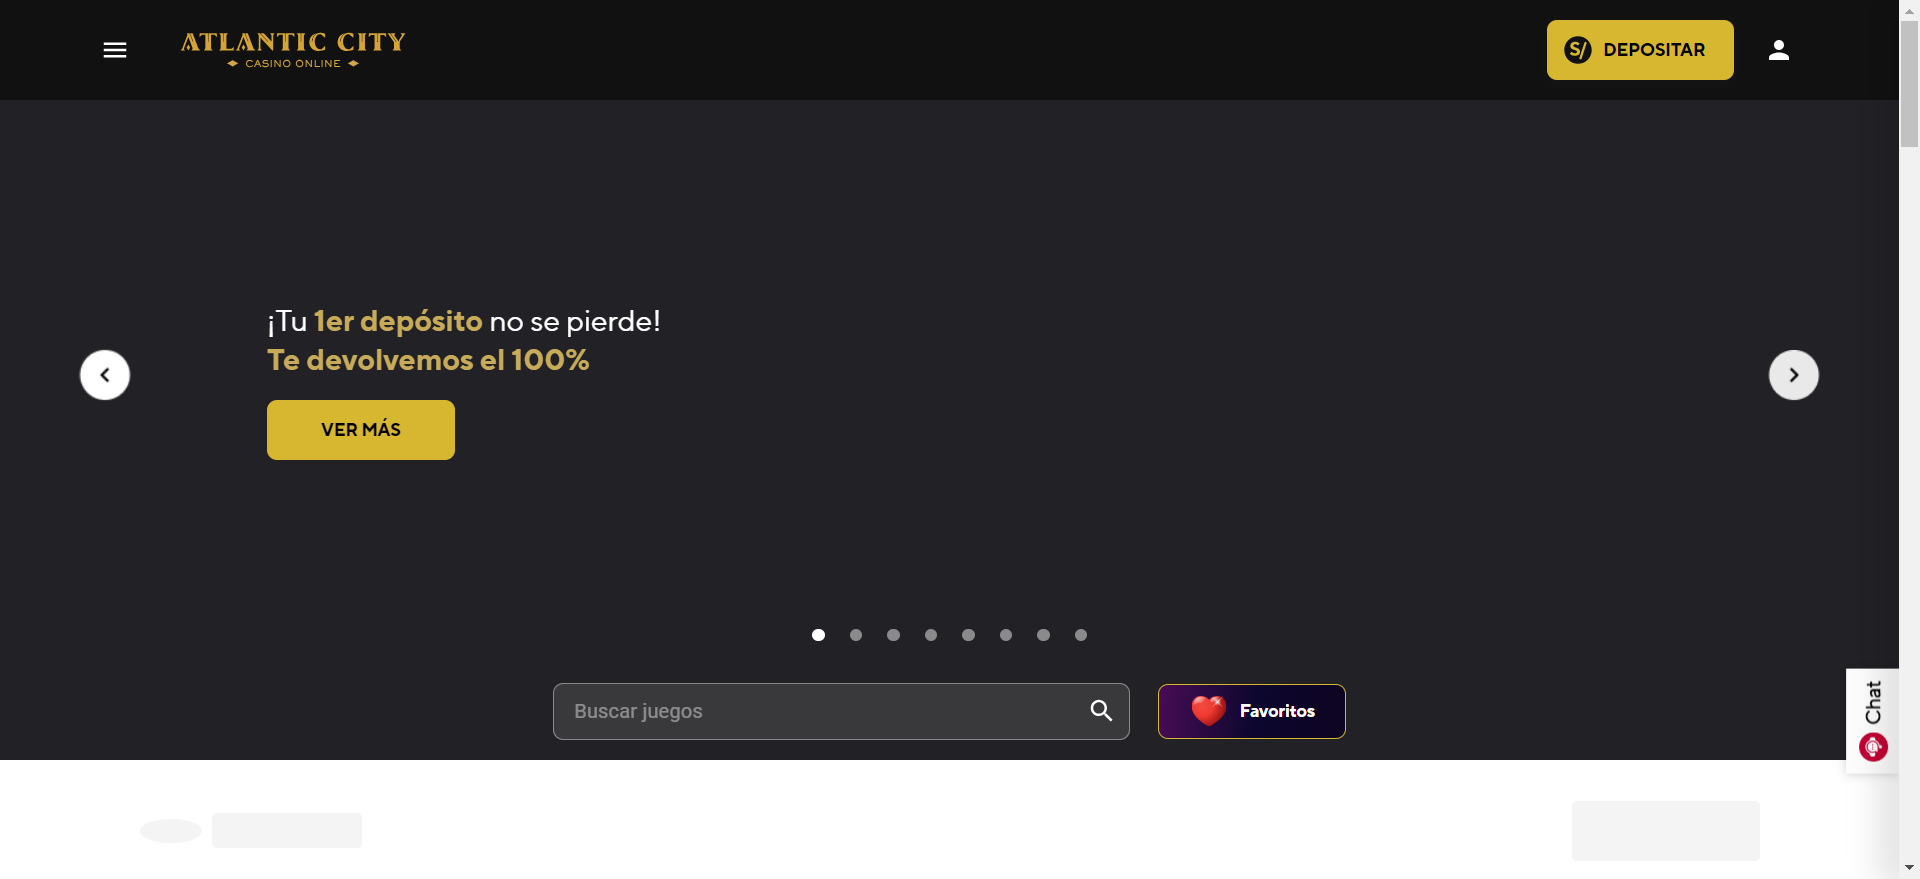 ATLANTIC CITY
CASINO ONLINE
S/ DEPOSITAR
¡Tu 1er depósito no se pierde!
Te devolvemos el 100%
VER MÁS
Buscar juegos
Favoritos
Chat